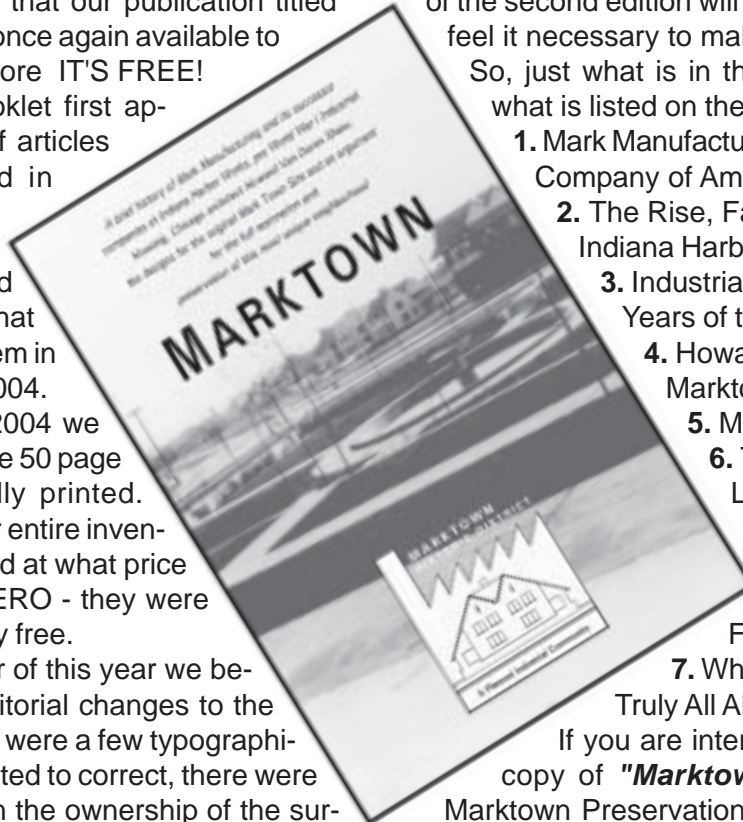 that our publication titled
once again available to
ore IT'S FREE!
oklet first ap-
f articles
d in
d
hat
em in
004.
2004 we
e 50 page
lly printed.
r entire inven-
d at what price
ERO - they were
y free.
r of this year we be-
ditorial changes to the
were a few typographi-
ted to correct, there were
n the ownership of the sur-
A brief history of Mark Manufacturing and its successor
companies at Indiana Harbor Works, pre World War I industrial
housing, Chicago architect Howard Van Doren Shaw,
the designs for the original Mark Town Site and an argument
for the full restoration and
preservation of this most unique neighborhood
MARKTOWN
MARKTOWN
HISTORIC DISTRICT
A Planned Industrial Community
of the second edition will
feel it necessary to mak
So, just what is in th
what is listed on the
1. Mark Manufactu
Company of Am
2. The Rise, Fa
Indiana Harb
3. Industria
Years of t
4. Howa
Markto
5. M
6. T
L
F
7. Wh
Truly All Al
If you are inter
copy of "Marktow
Marktown Preservation